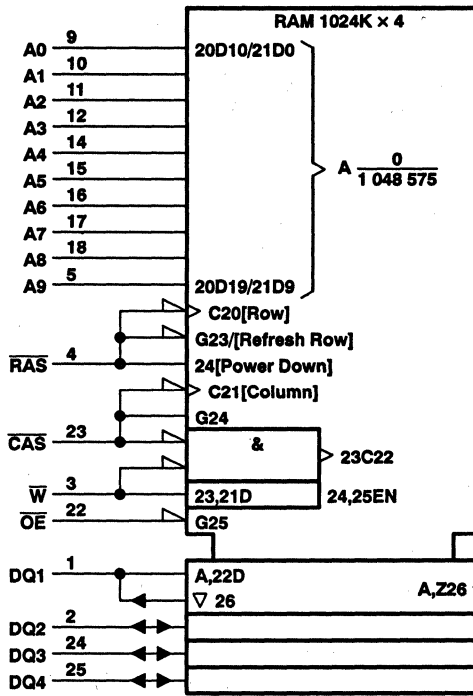 RAM 1024K × 4
A0 9 20D10/21D0
A1 10
A2 11
A3 12
A4 14
A5 15
A6 16
A7 17
A8 18
A9 5 20D19/21D9
A 0
1 048 575
C20[Row]
G23/[Refresh Row]
RAS 4 24[Power Down]
C21[Column]
G24
CAS 23 & 23C22
W 3 23,21D 24,25EN
OE 22 G25
DQ1 1 A,22D A,Z26
26
DQ2 2
DQ3 24
DQ4 25